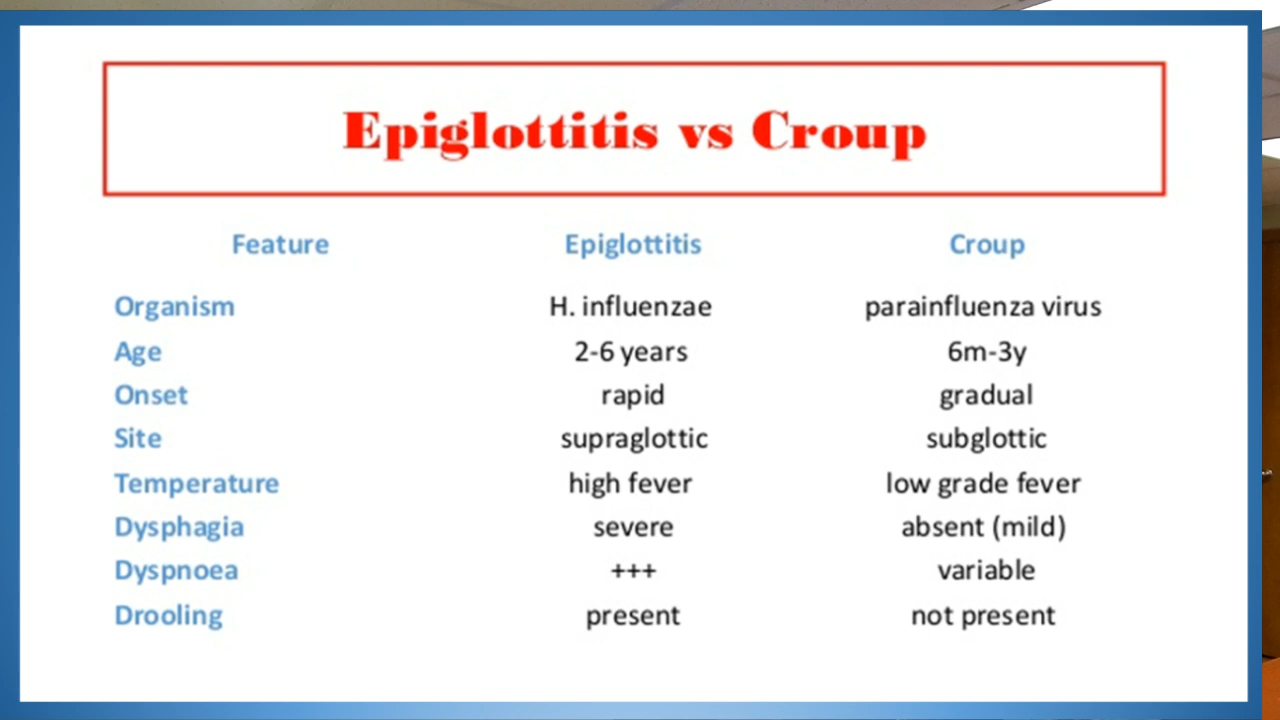 Epiglottitis vs Croup
Feature Epiglottitis Croup
Organism H. influenzae parainfluenza virus
Age 2-6 years 6m-3y
Onset rapid gradual
Site supraglottic subglottic
Temperature high fever low grade fever
Dysphagia severe absent (mild)
Dyspnoea +++ variable
Drooling present not present